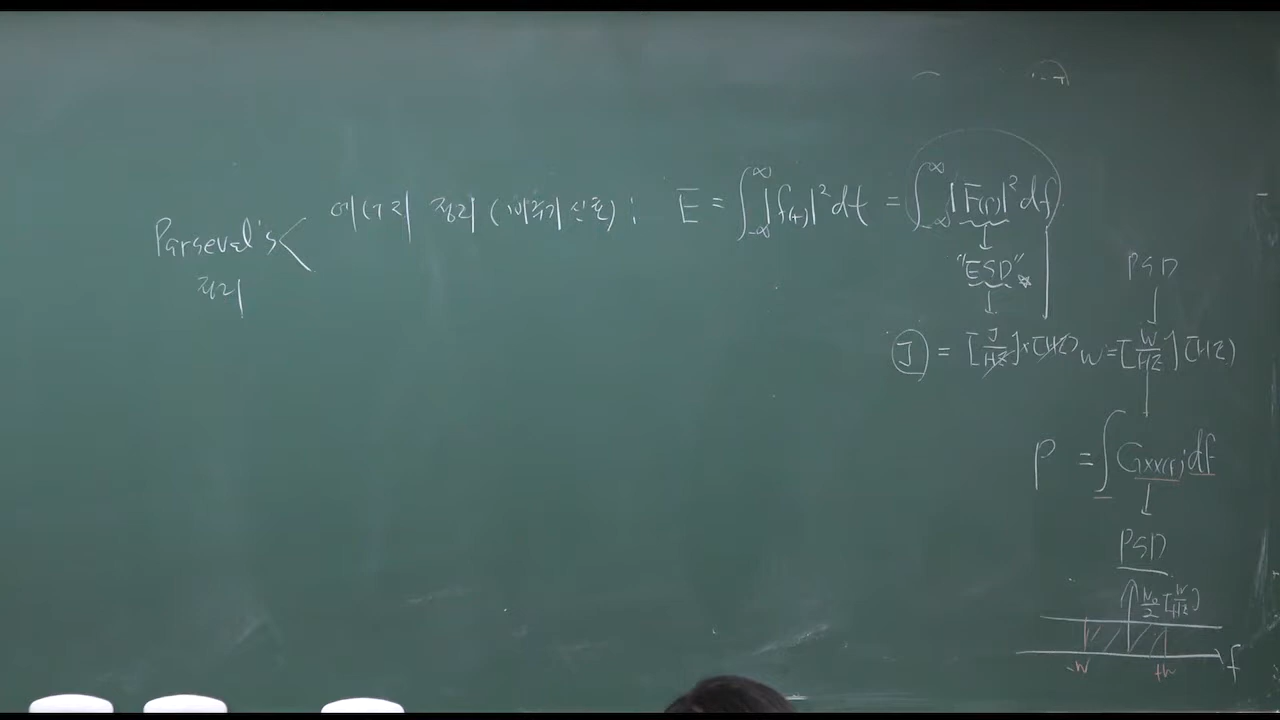 에너지 정리 (비주기 신호) : E = ∫_{-∞}^{∞} |f(t)|² dt = ∫_{-∞}^{∞} |F(f)|² df
Parseval's <
정리
"ESD"
PSD
Ⓙ = [J/HZ] × [HZ]
W = [W/HZ] [HZ)
P = ∫ Gxx(f) df
PSD
N₀/2 [W/HZ]
f
-W +W